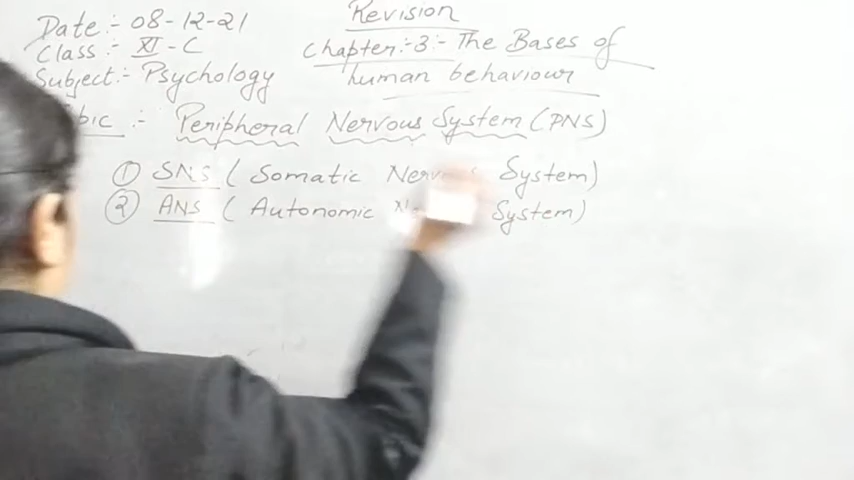 Date :- 08-12-21
Revision
Class :- XI - C
Chapter:-3:- The Bases of
Subject:- Psychology
human behaviour
:- Peripheral Nervous System (PNS)
① SNS ( Somatic System)
② ANS ( Autonomic System)